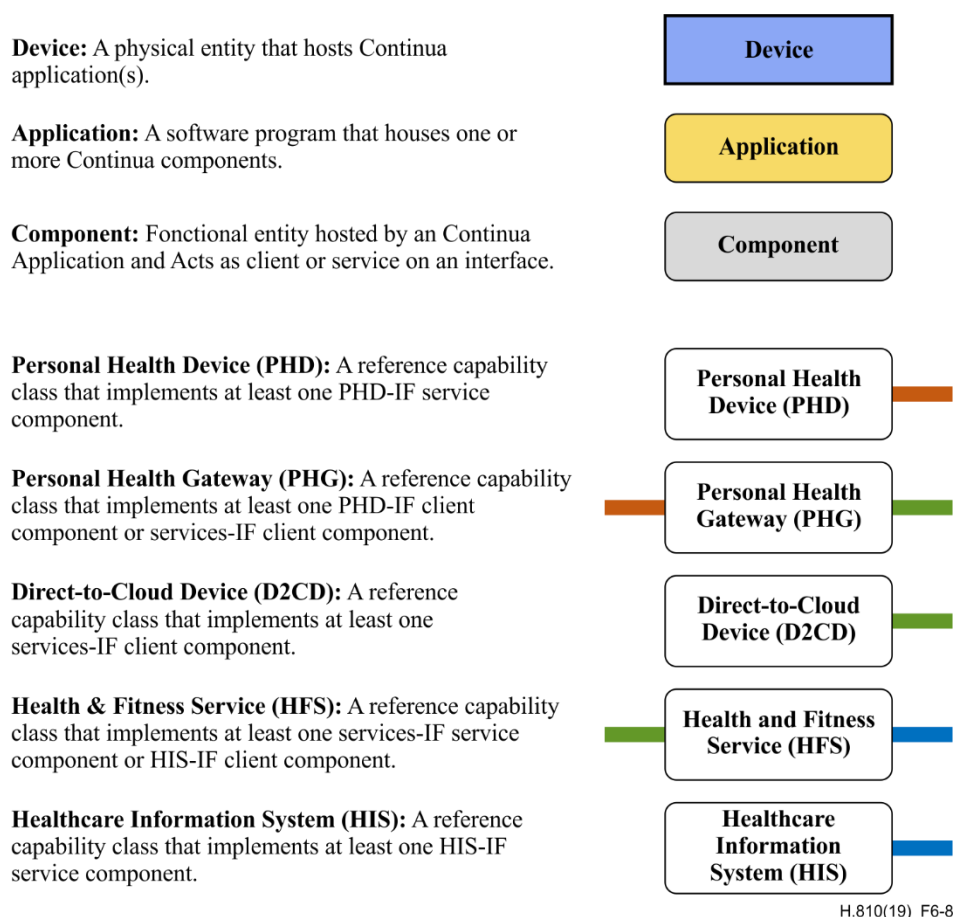 Device: A physical entity that hosts Continua
application(s).
Device
Application: A software program that houses one or
more Continua components.
Application
Component: Fonctional entity hosted by an Continua
Application and Acts as client or service on an interface.
Component
Personal Health Device (PHD): A reference capability
class that implements at least one PHD-IF service
component.
Personal Health
Device (PHD)
Personal Health Gateway (PHG): A reference capability
class that implements at least one PHD-IF client
component or services-IF client component.
Personal Health
Gateway (PHG)
Direct-to-Cloud Device (D2CD): A reference
capability class that implements at least one
services-IF client component.
Direct-to-Cloud
Device (D2CD)
Health & Fitness Service (HFS): A reference capability
class that implements at least one services-IF service
component or HIS-IF client component.
Health and Fitness
Service (HFS)
Healthcare Information System (HIS): A reference
capability class that implements at least one HIS-IF
service component.
Healthcare
Information
System (HIS)
H.810(19)_F6-8